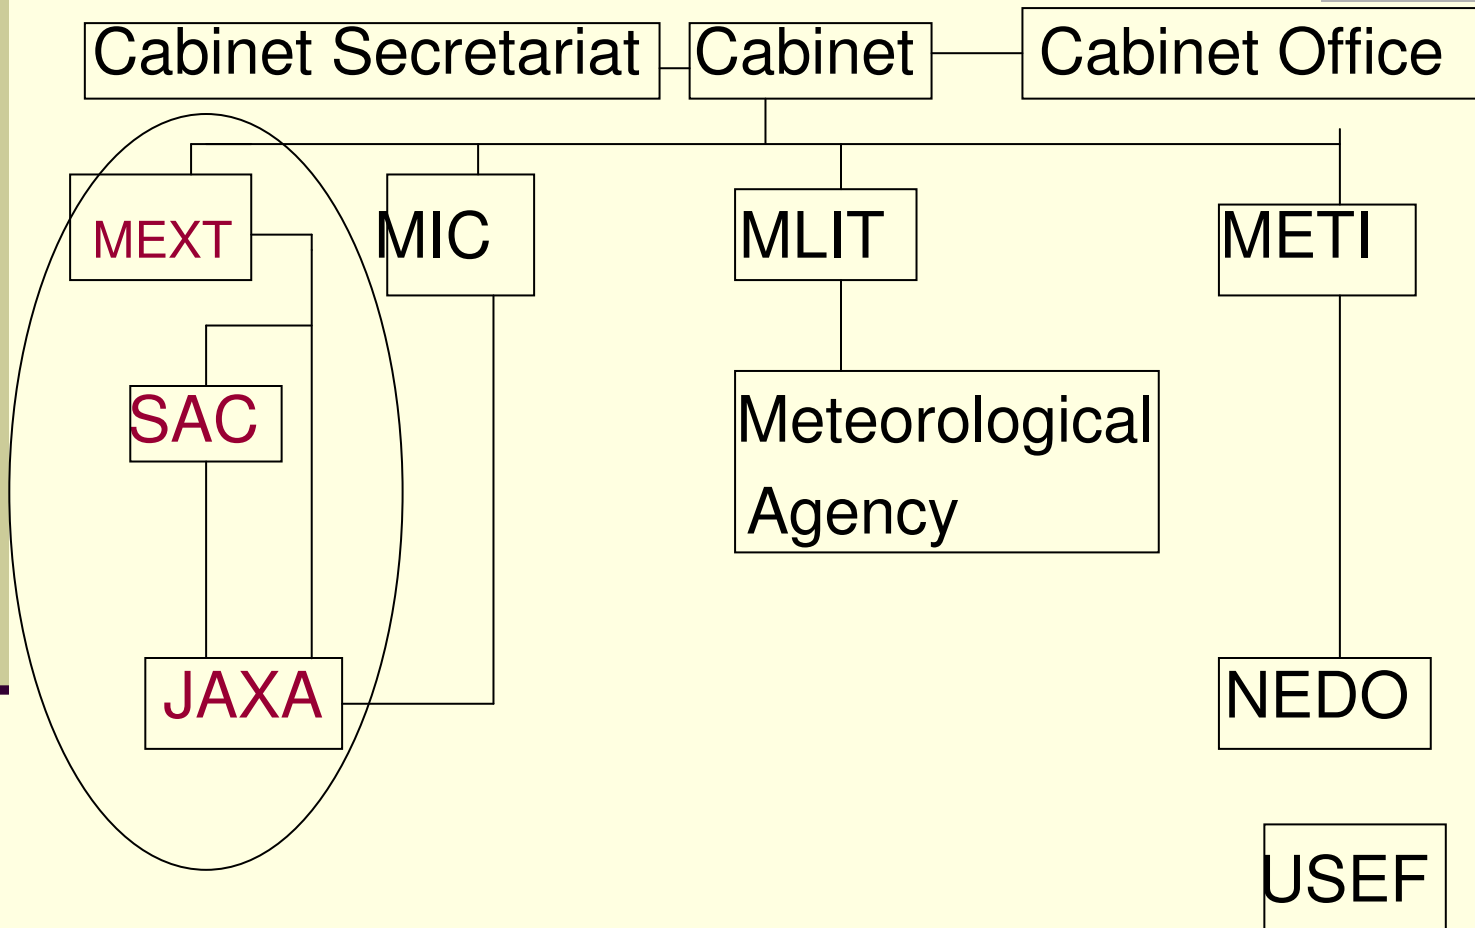 Cabinet Secretariat
Cabinet
Cabinet Office
MEXT
MIC
MLIT
METI
SAC
Meteorological
Agency
JAXA
NEDO
USEF